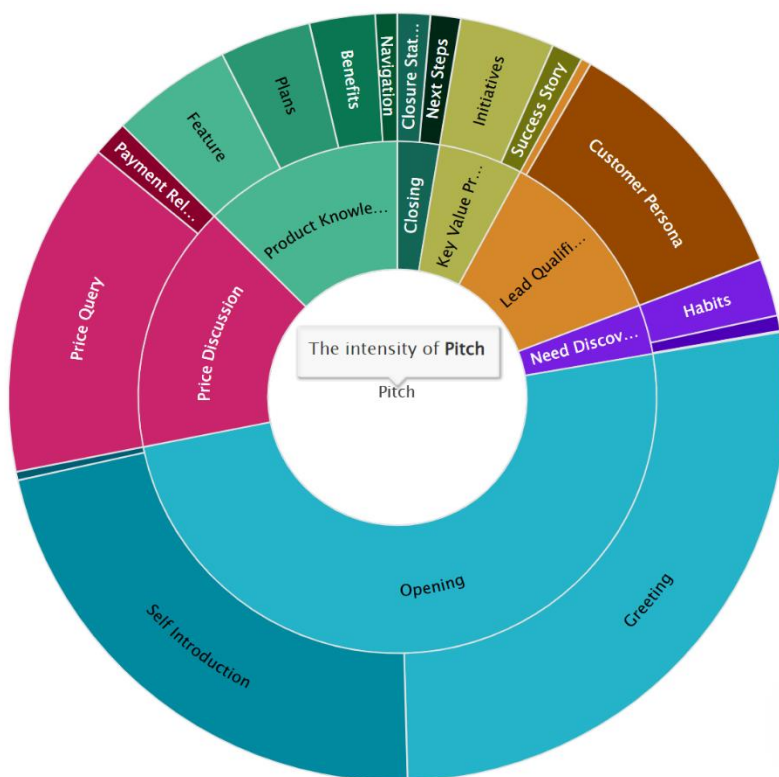 Navigation
Closure Stat...
Next Steps
Benefits
Initiatives
Plans
Success Story
Feature
Customer Persona
Payment Rel...
Closing
Key Value Pr...
Product Knowle...
Lead Qualifi...
Price Query
Habits
Price Discussion
Need Discov...
The intensity of Pitch
Pitch
Opening
Greeting
Self Introduction